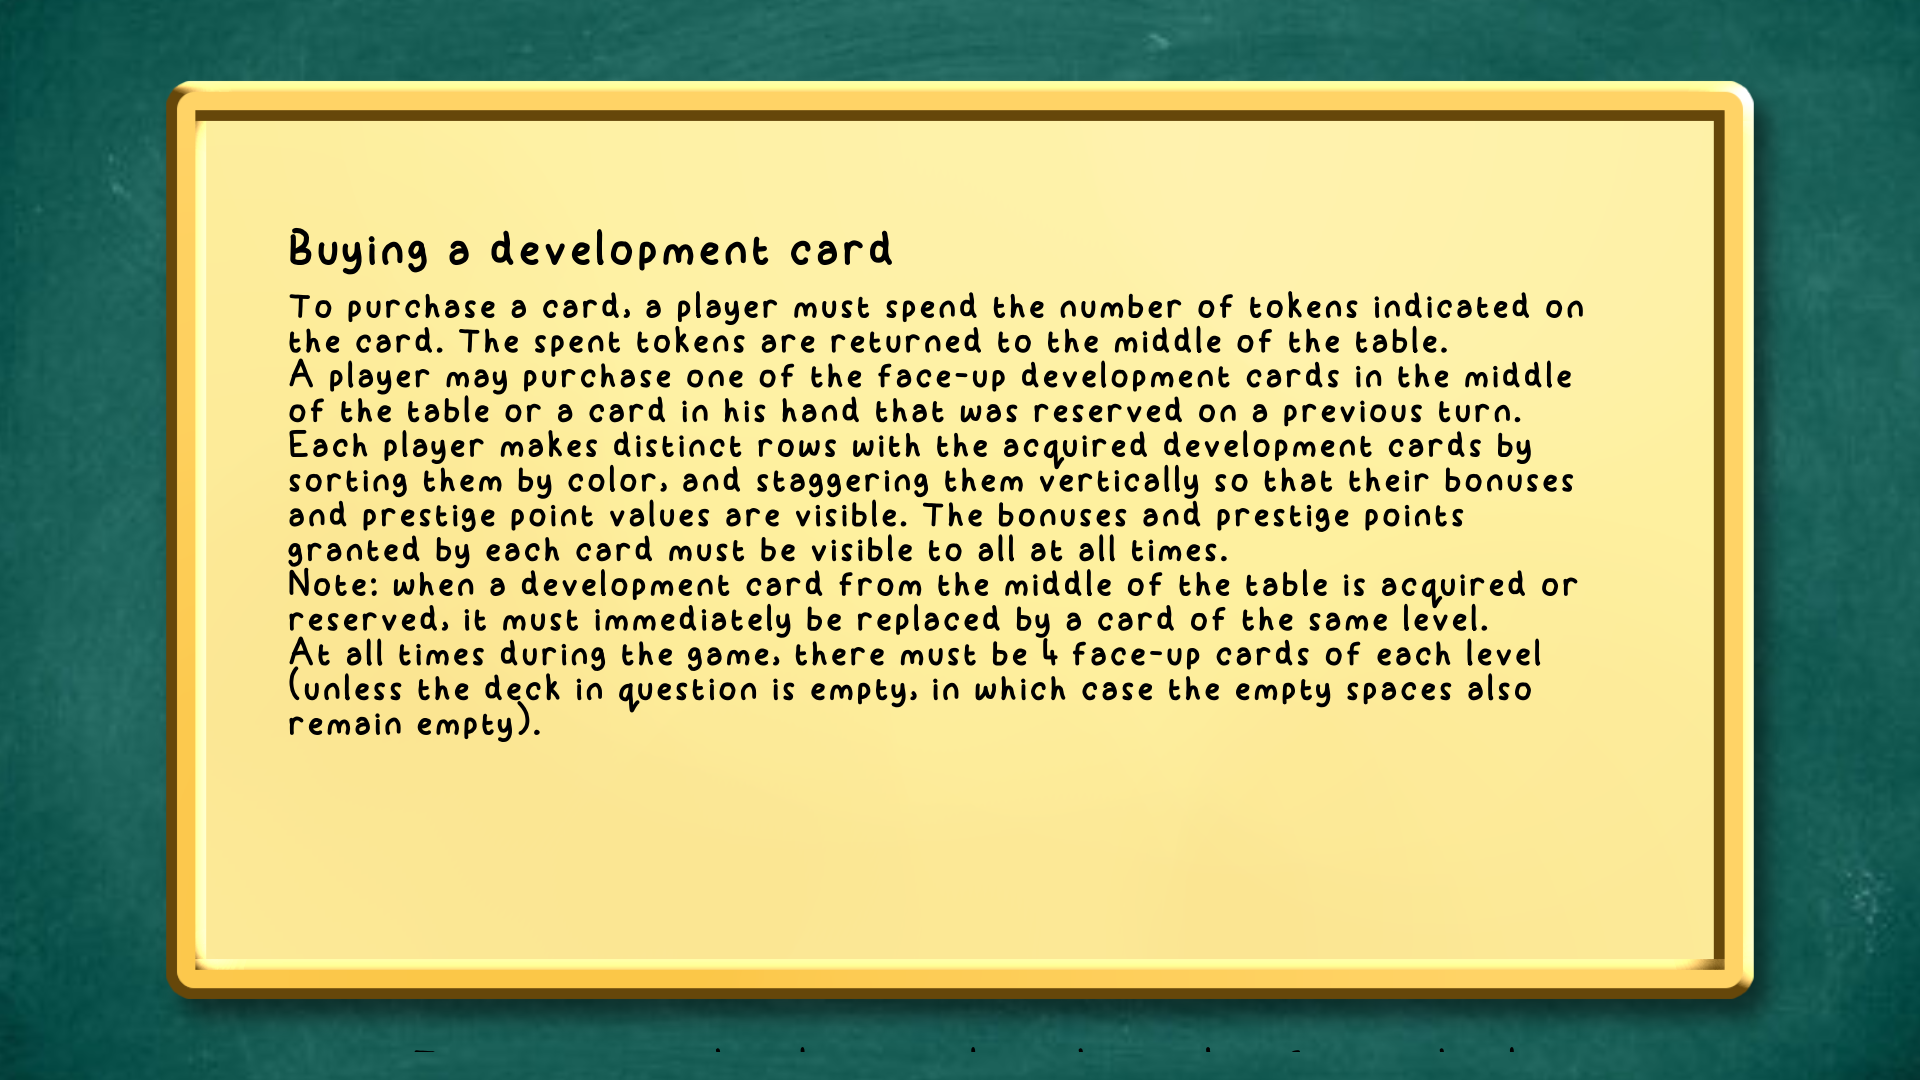 Buying a development card
To purchase a card, a player must spend the number of tokens indicated on
the card. The spent tokens are returned to the middle of the table.
A player may purchase one of the face-up development cards in the middle
of the table or a card in his hand that was reserved on a previous turn.
Each player makes distinct rows with the acquired development cards by
sorting them by color, and staggering them vertically so that their bonuses
and prestige point values are visible. The bonuses and prestige points
granted by each card must be visible to all at all times.
Note: when a development card from the middle of the table is acquired or
reserved, it must immediately be replaced by a card of the same level.
At all times during the game, there must be 4 face-up cards of each level
(unless the deck in question is empty, in which case the empty spaces also
remain empty).